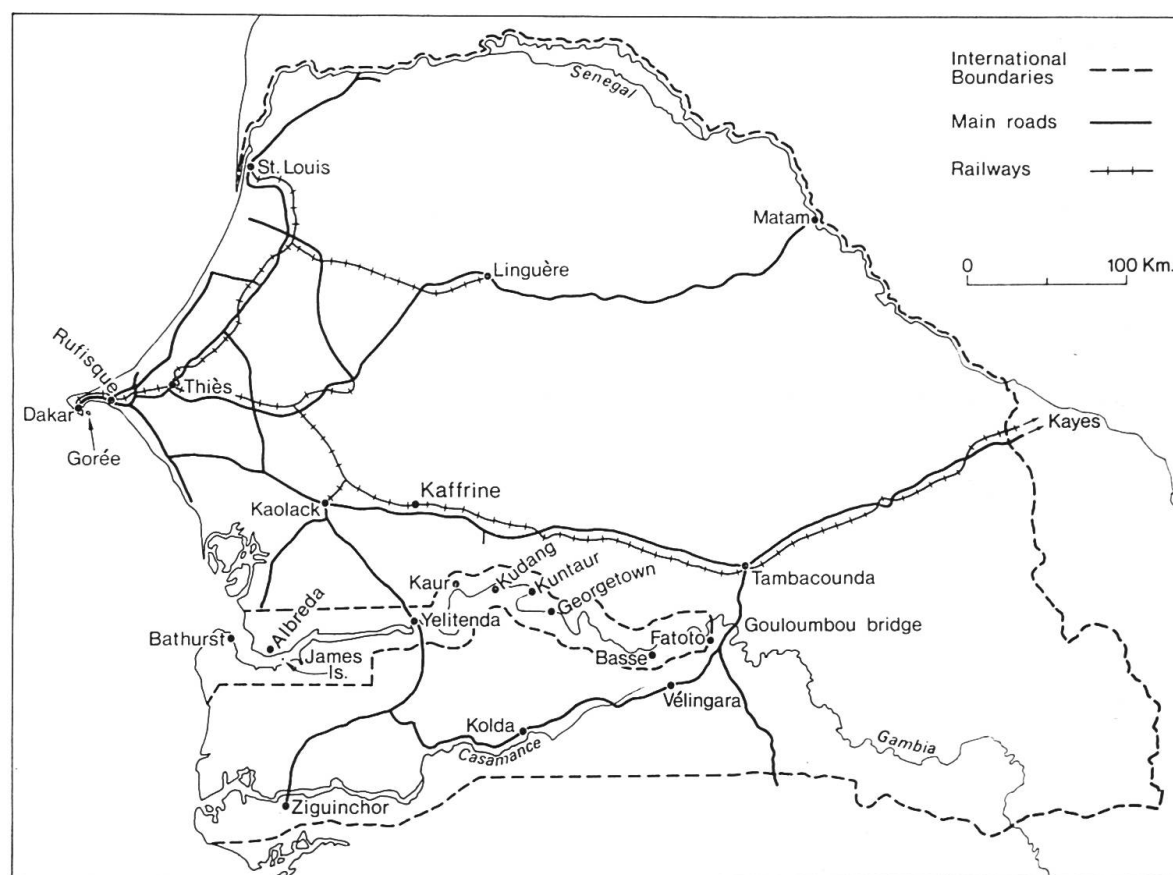 International
Boundaries
Main roads
Railways
0 100 Km.
Senegal
St. Louis
Matam
Linguère
Rufisque
Thiès
Dakar
Gorée
Kayes
Kaolack
Kaffrine
Tambacounda
Kaur
Kudang
Kuntaur
Georgetown
Albreda
Yelitenda
Bathurst
James
Is.
Gouloumbou bridge
Fatoto
Basse
Vélingara
Kolda
Casamance
Gambia
Ziguinchor